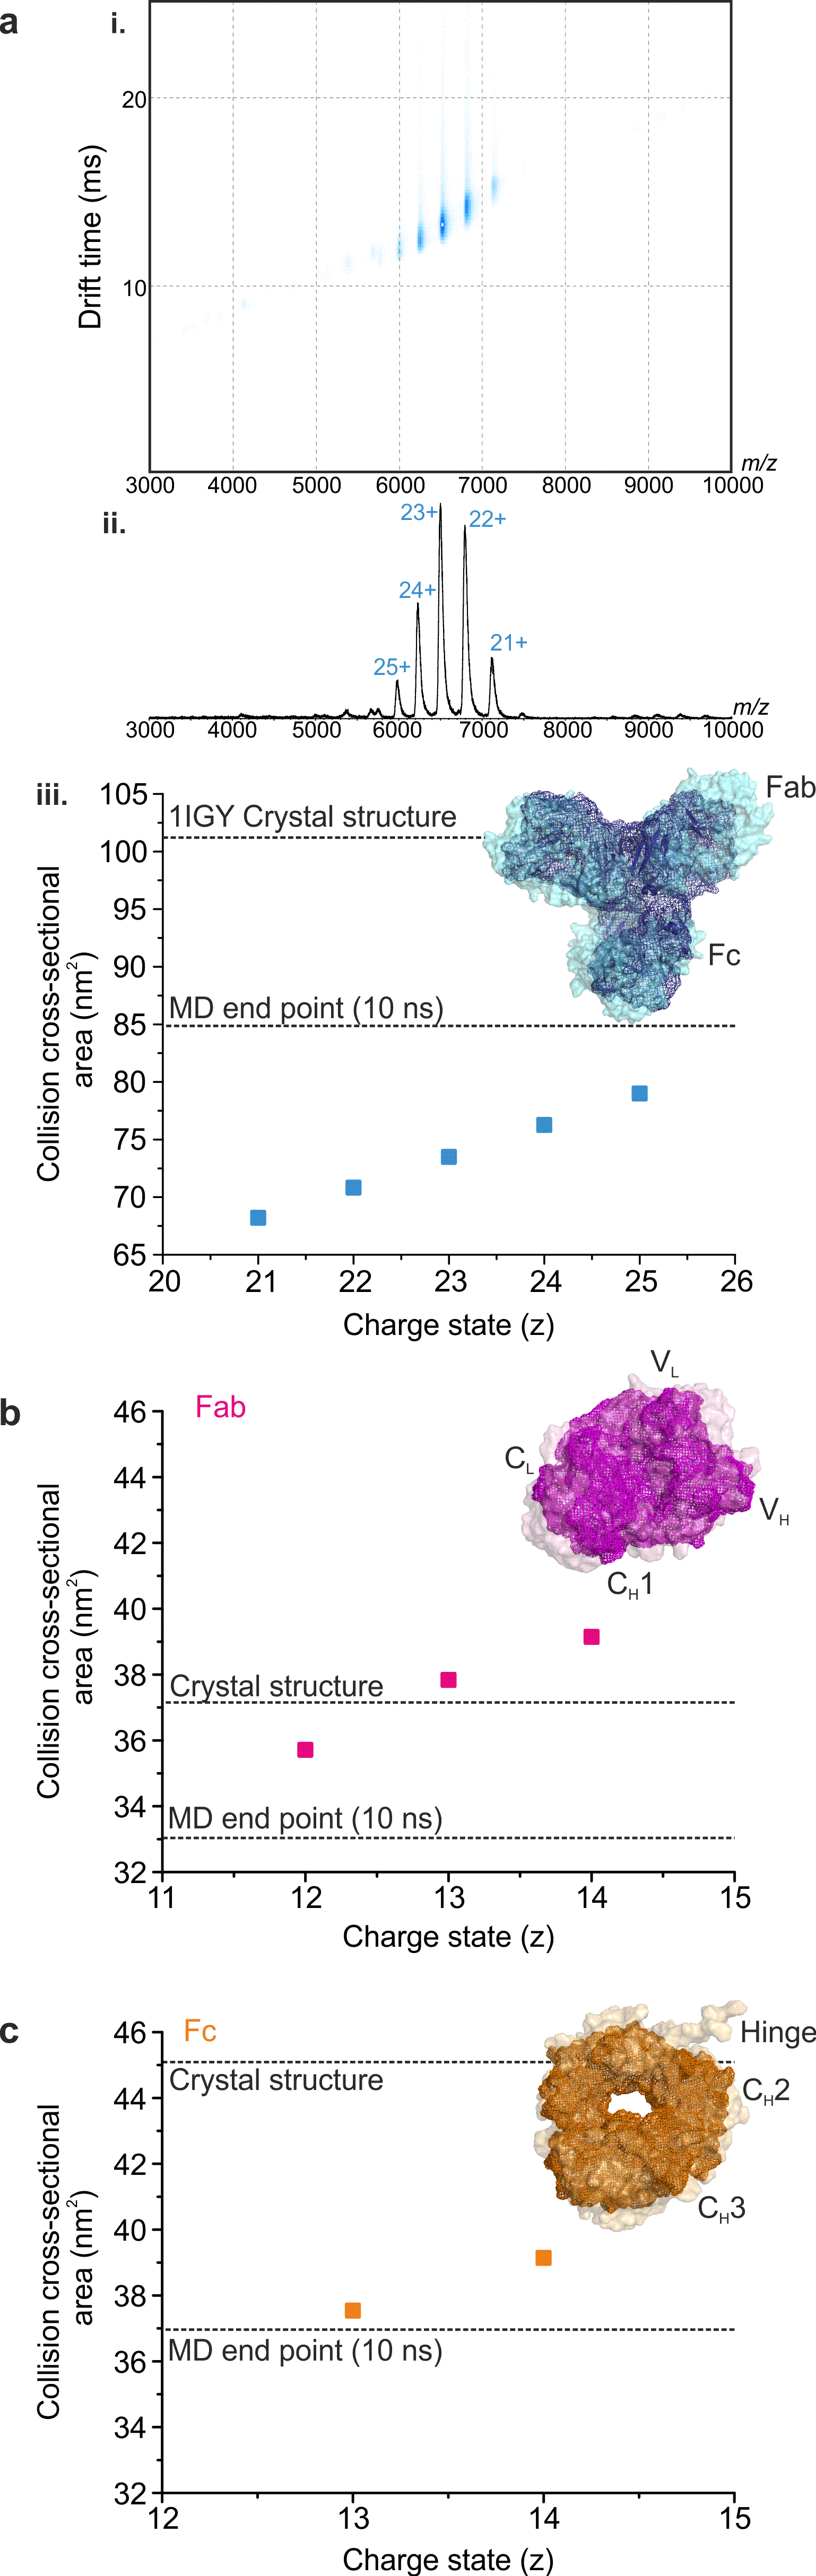 a
i.
Drift time (ms)
20
10
m/z
3000 4000 5000 6000 7000 8000 9000 10000
ii.
23+
22+
24+
21+
25+
m/z
3000 4000 5000 6000 7000 8000 9000 10000
iii.
Collision cross-sectional
area (nm²)
105
100
95
90
85
80
75
70
65
1IGY Crystal structure
Fab
Fc
MD end point (10 ns)
20 21 22 23 24 25 26
Charge state (z)
b
Fab
Collision cross-sectional
area (nm²)
46
44
42
40
38
36
34
32
V_L
C_L
V_H
C_H1
Crystal structure
MD end point (10 ns)
11 12 13 14 15
Charge state (z)
c
Fc
Collision cross-sectional
area (nm²)
46
44
42
40
38
36
34
32
Hinge
Crystal structure
C_H2
C_H3
MD end point (10 ns)
12 13 14 15
Charge state (z)